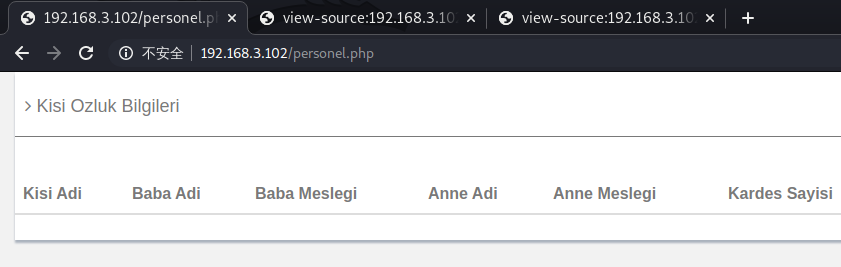 192.168.3.102/personel.p
view-source:192.168.3.10
view-source:192.168.3.10
不安全 192.168.3.102/personel.php
> Kisi Ozluk Bilgileri
Kisi Adi Baba Adi Baba Meslegi Anne Adi Anne Meslegi Kardes Sayisi